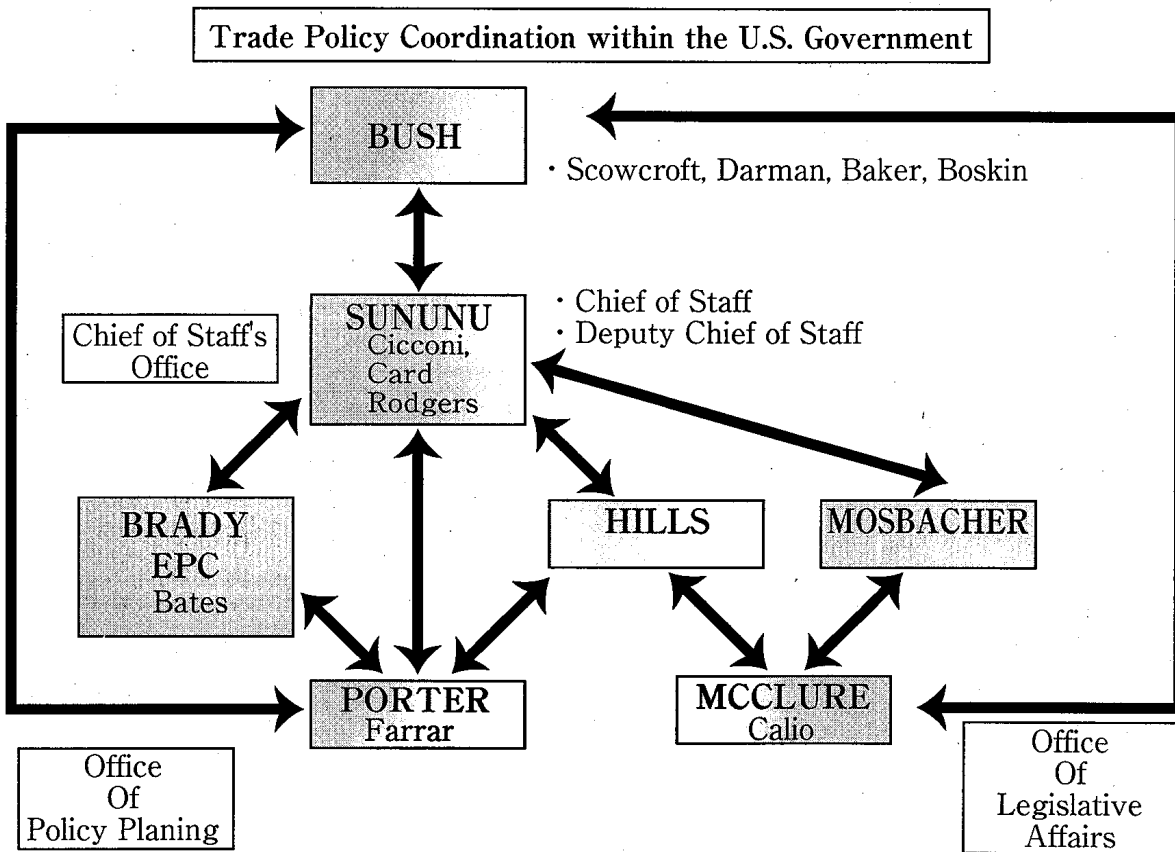 Trade Policy Coordination within the U.S. Government
BUSH
· Scowcroft, Darman, Baker, Boskin
Chief of Staff's
Office
SUNUNU
Cicconi,
Card
Rodgers
· Chief of Staff
· Deputy Chief of Staff
BRADY
EPC
Bates
HILLS
MOSBACHER
PORTER
Farrar
MCCLURE
Calio
Office
Of
Policy Planing
Office
Of
Legislative
Affairs